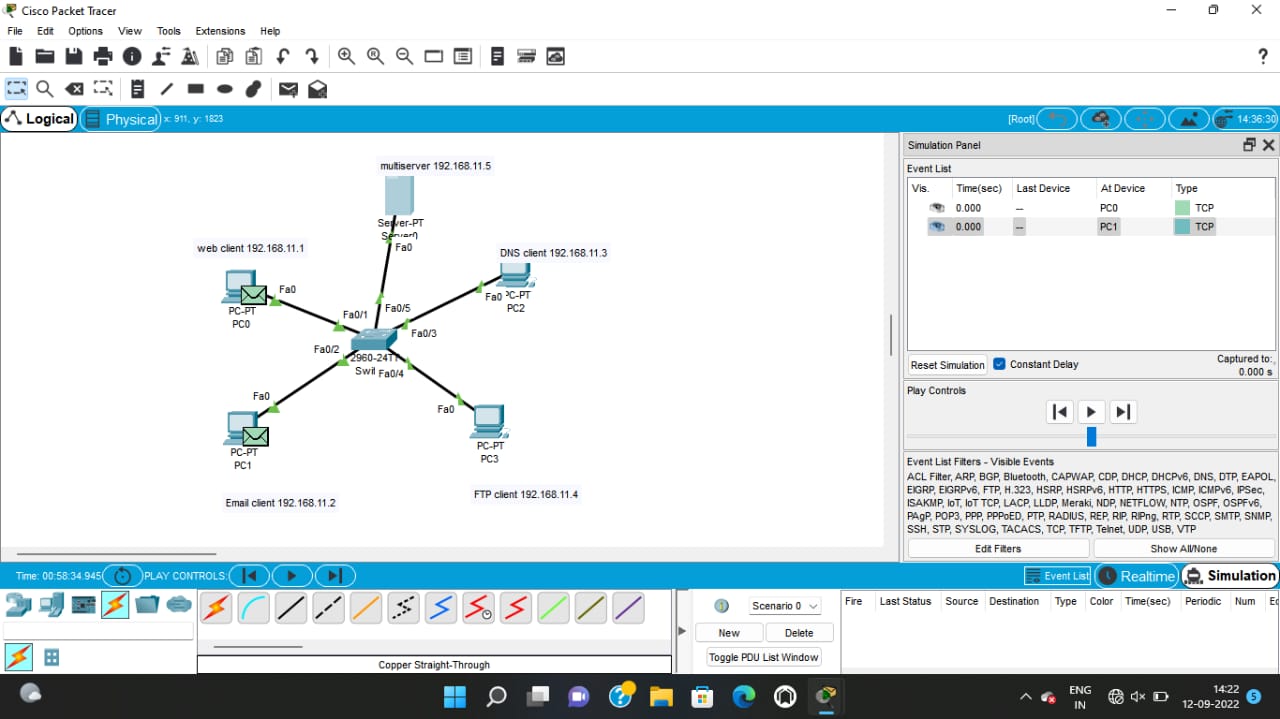 Cisco Packet Tracer
File Edit Options View Tools Extensions Help
Logical Physical x: 911, y: 1823 [Root] 14:36:30
multiserver 192.168.11.5
Server-PT
Server0
Fa0
web client 192.168.11.1
DNS client 192.168.11.3
Fa0
PC-PT
PC0
Fa0/1
Fa0/5
Fa0
PC-PT
PC2
Fa0/3
Fa0/2
2960-24TT
Swit
Fa0/4
Fa0
Fa0
PC-PT
PC1
PC-PT
PC3
Email client 192.168.11.2
FTP client 192.168.11.4
Simulation Panel
Event List
Vis. Time(sec) Last Device At Device Type
0.000 -- PC0 TCP
0.000 -- PC1 TCP
Reset Simulation Constant Delay Captured to:
0.000 s
Play Controls
Event List Filters - Visible Events
ACL Filter, ARP, BGP, Bluetooth, CAPWAP, CDP, DHCP, DHCPv6, DNS, DTP, EAPOL,
EIGRP, EIGRPv6, FTP, H.323, HSRP, HSRPv6, HTTP, HTTPS, ICMP, ICMPv6, IPSec,
ISAKMP, IoT, IoT TCP, LACP, LLDP, Meraki, NDP, NETFLOW, NTP, OSPF, OSPFv6,
PAgP, POP3, PPP, PPPoED, PTP, RADIUS, REP, RIP, RIPng, RTP, SCCP, SMTP, SNMP,
SSH, STP, SYSLOG, TACACS, TCP, TFTP, Telnet, UDP, USB, VTP
Edit Filters Show All/None
Time: 00:58:34.945 PLAY CONTROLS: Event List Realtime Simulation
Scenario 0
New Delete
Toggle PDU List Window
Fire Last Status Source Destination Type Color Time(sec) Periodic Num Ec
Copper Straight-Through
ENG
IN
14:22
12-09-2022
5